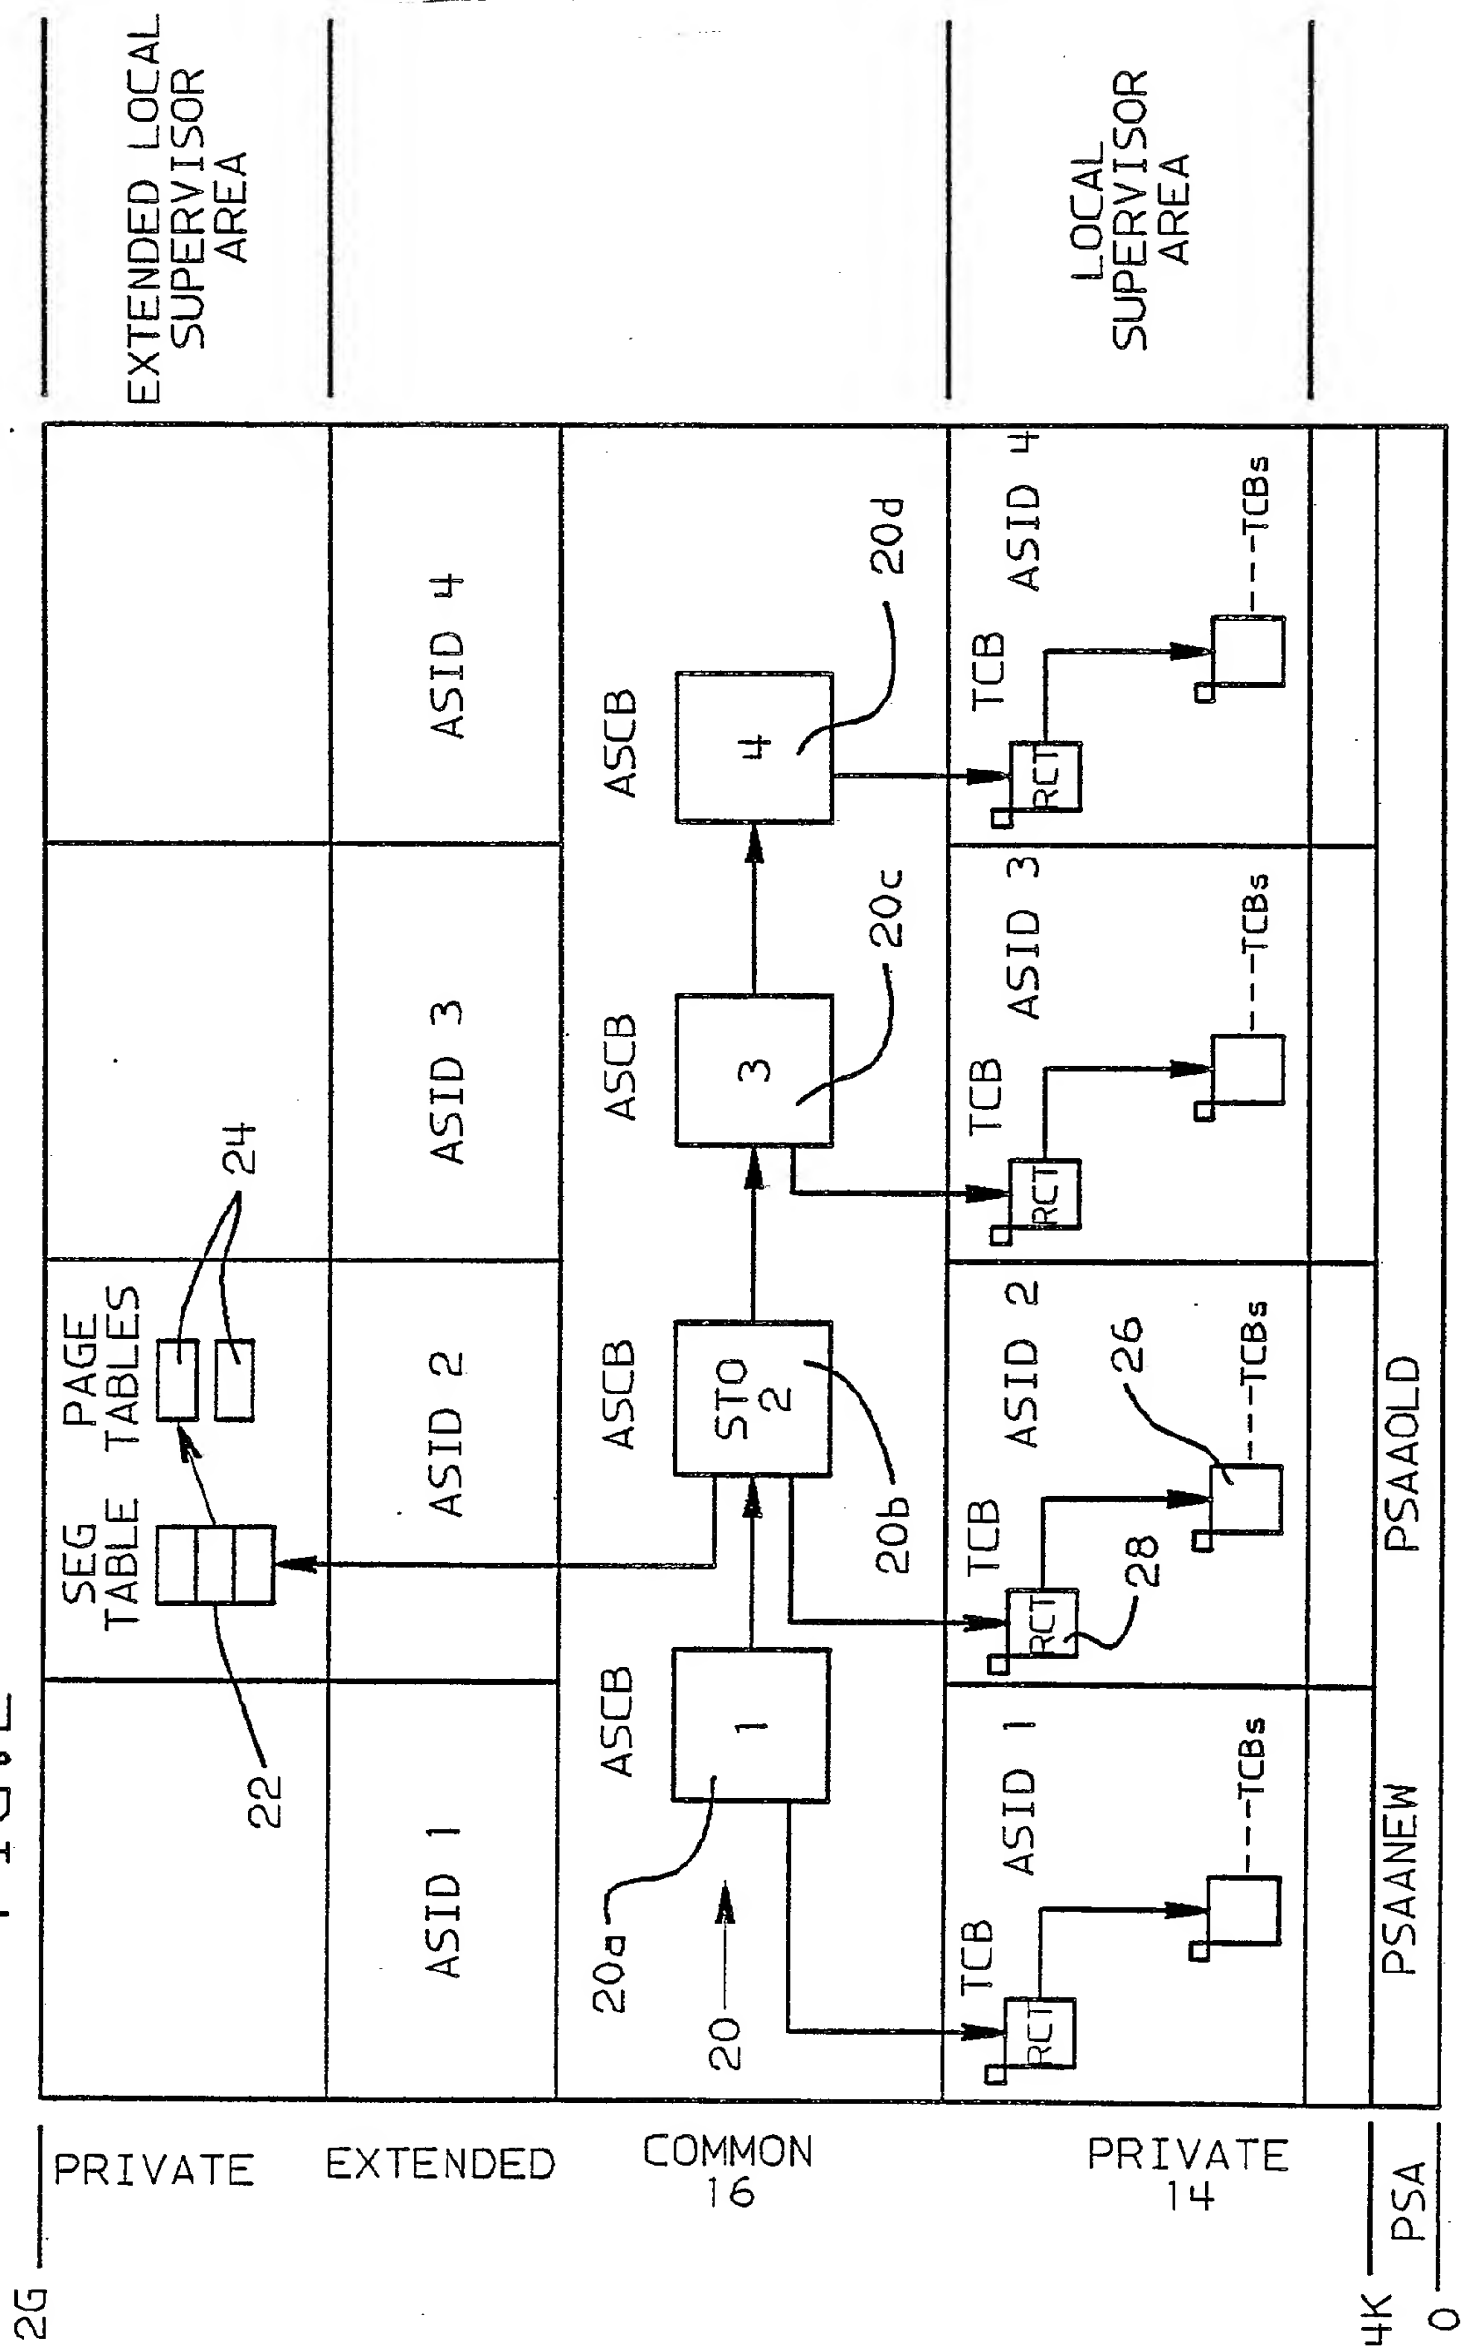 2G
PRIVATE
EXTENDED
COMMON
16
PRIVATE
14
4K
PSA
0
22
SEG
TABLE
PAGE
TABLES
24
EXTENDED LOCAL
SUPERVISOR
AREA
ASID 1
ASID 2
ASID 3
ASID 4
20a
ASCB
ASCB
ASCB
ASCB
20
1
STO
2
3
4
20b
20c
20d
TCB
ASID 1
TCB
ASID 2
TCB
ASID 3
TCB
ASID 4
RCT
RCT
RCT
RCT
28
26
TCBs
TCBs
TCBs
TCBs
LOCAL
SUPERVISOR
AREA
PSAANEW
PSAAOLD